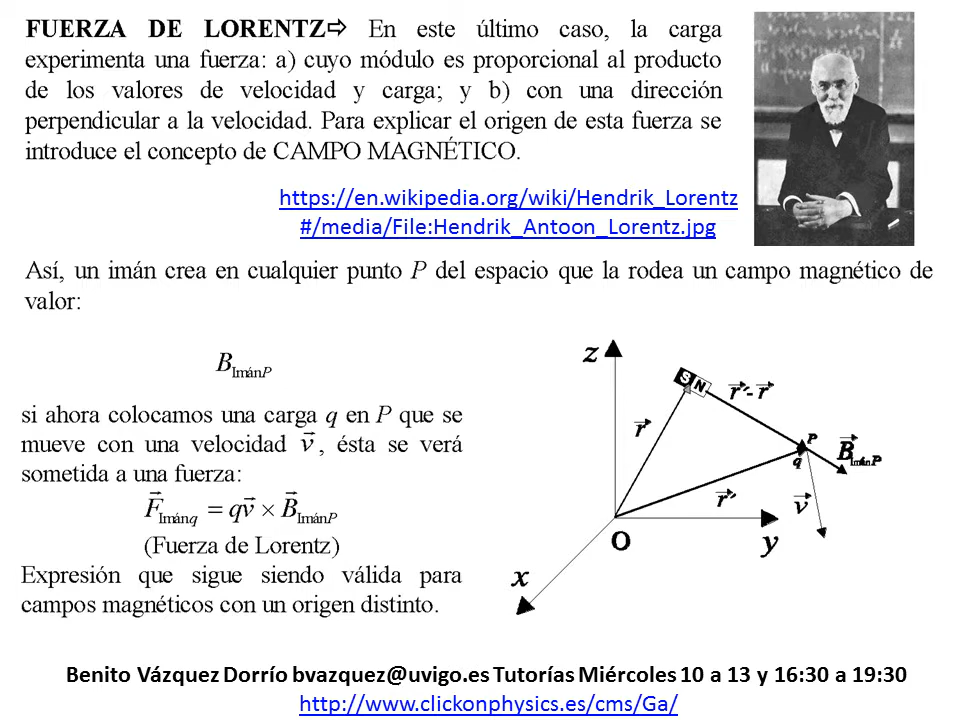 FUERZA DE LORENTZ⇨ En este último caso, la carga
experimenta una fuerza: a) cuyo módulo es proporcional al producto
de los valores de velocidad y carga; y b) con una dirección
perpendicular a la velocidad. Para explicar el origen de esta fuerza se
introduce el concepto de CAMPO MAGNÉTICO.
https://en.wikipedia.org/wiki/Hendrik_Lorentz
#/media/File:Hendrik_Antoon_Lorentz.jpg
Así, un imán crea en cualquier punto P del espacio que la rodea un campo magnético de
valor:
B⃗ImánP
si ahora colocamos una carga q en P que se
mueve con una velocidad v⃗, ésta se verá
sometida a una fuerza:
F⃗Imánq = qv⃗ × B⃗ImánP
(Fuerza de Lorentz)
Expresión que sigue siendo válida para
campos magnéticos con un origen distinto.
z
S N
r⃗'- r⃗
r⃗
P
q
B⃗ImánP
r⃗'
v⃗
O
y
x
Benito Vázquez Dorrío bvazquez@uvigo.es Tutorías Miércoles 10 a 13 y 16:30 a 19:30
http://www.clickonphysics.es/cms/Ga/